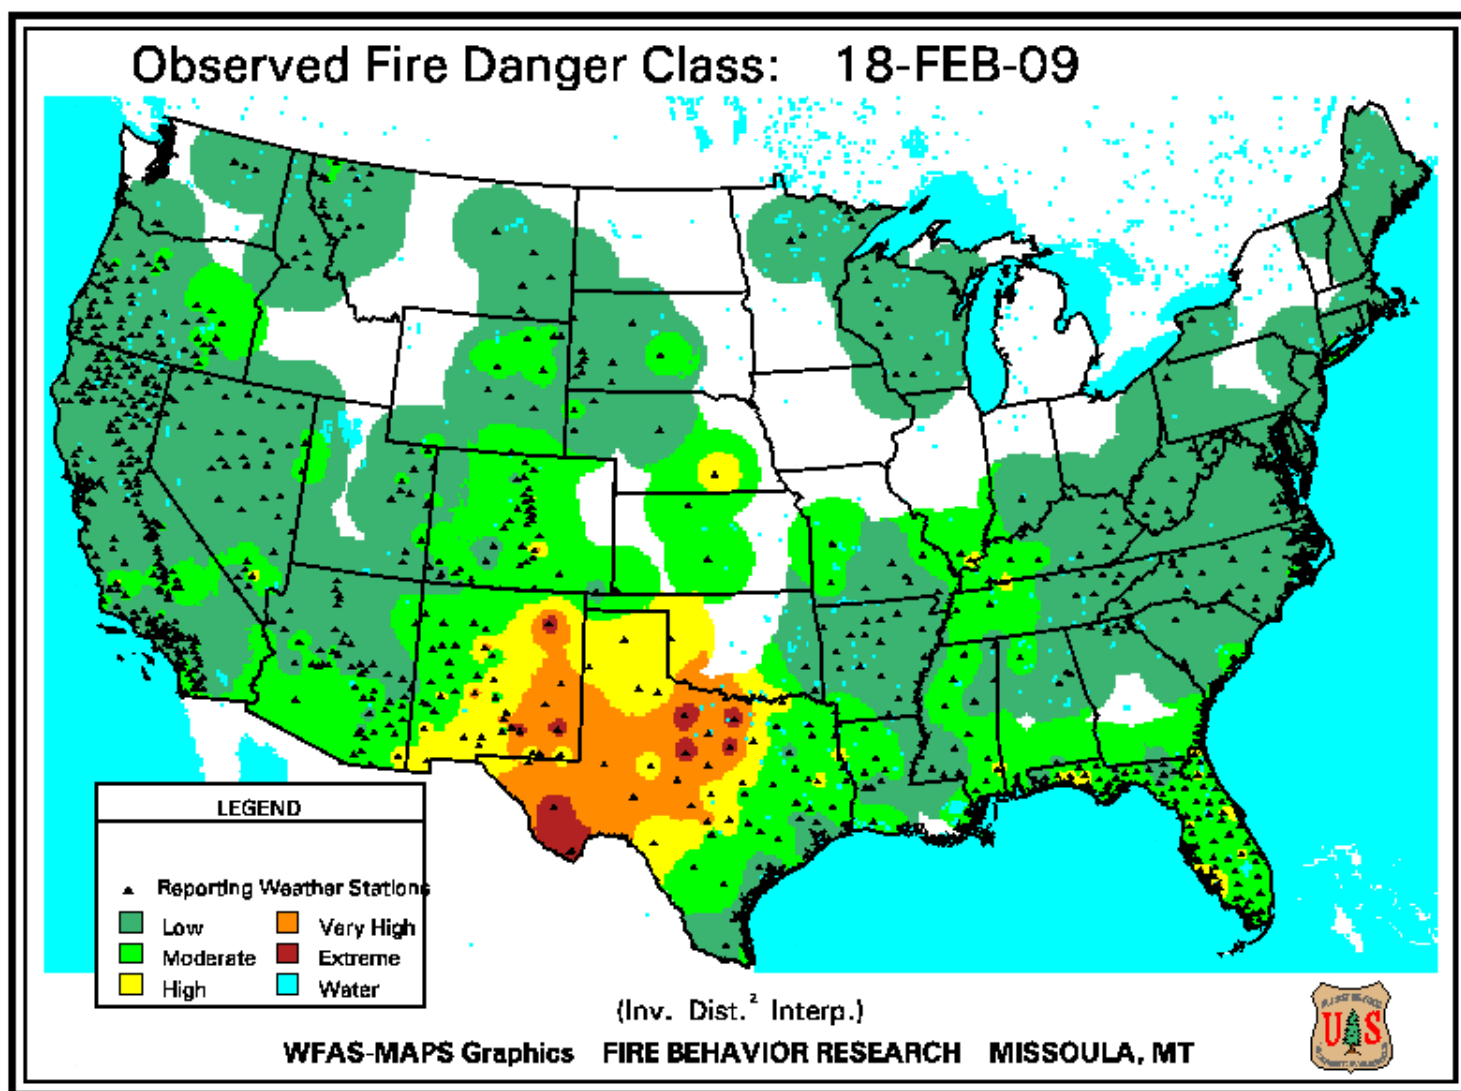 Observed Fire Danger Class: 18-FEB-09
LEGEND
Reporting Weather Stations
Low
Very High
Moderate
Extreme
High
Water
(Inv. Dist.² Interp.)
WFAS-MAPS Graphics FIRE BEHAVIOR RESEARCH MISSOULA, MT
U S